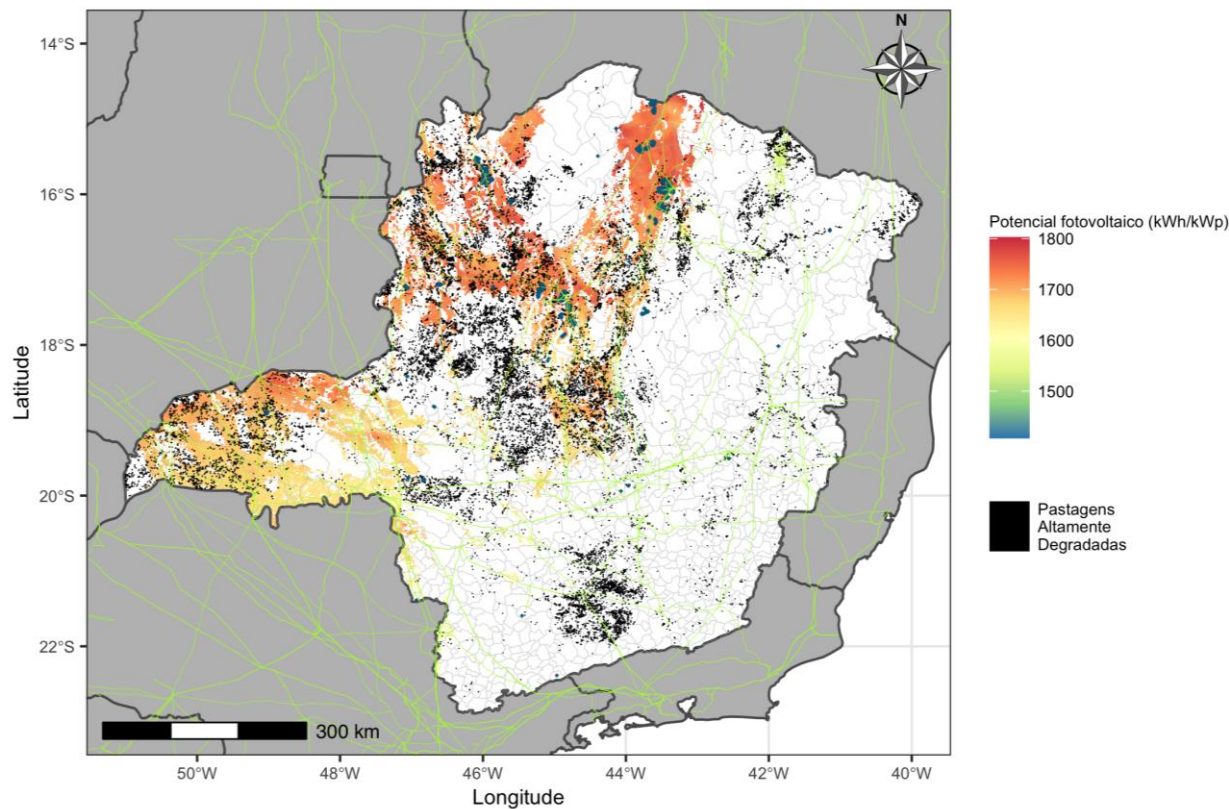 N
14°S
16°S
18°S
20°S
22°S
Latitude
300 km
50°W
48°W
46°W
44°W
42°W
40°W
Longitude
Potencial fotovoltaico (kWh/kWp)
1800
1700
1600
1500
Pastagens
Altamente
Degradadas